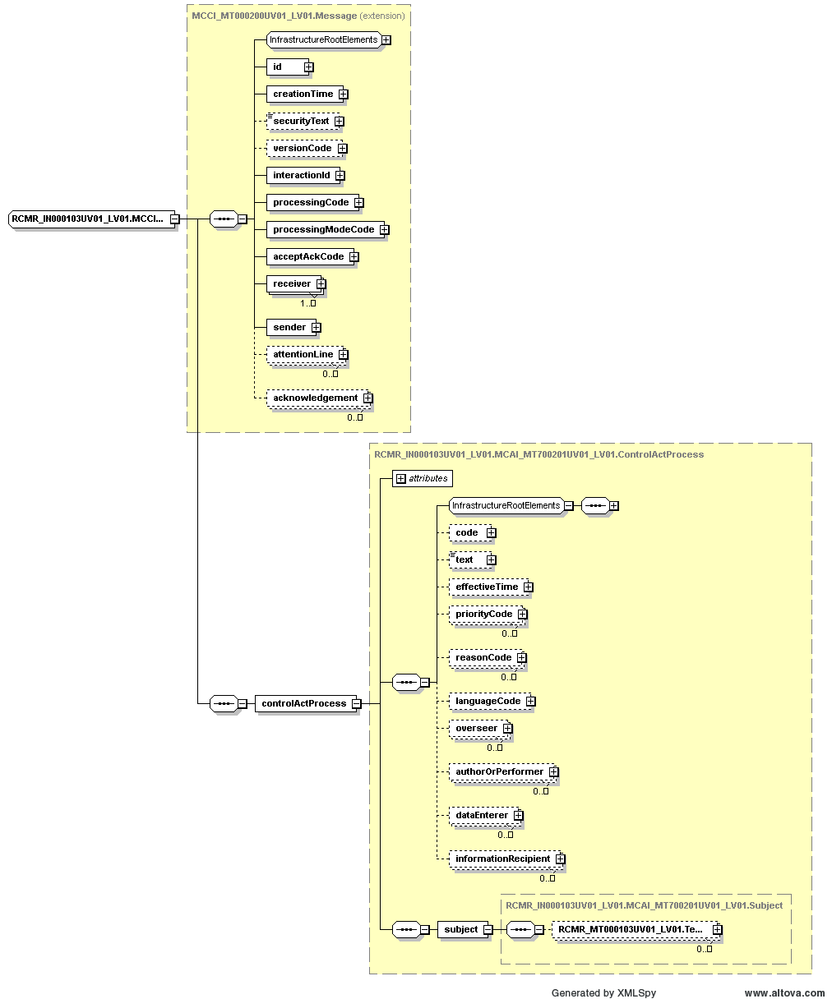 MCCI_MT000200UV01_LV01.Message (extension)
InfrastructureRootElements
id
creationTime
securityText
versionCode
interactionId
RCMR_IN000103UV01_LV01.MCCI...
processingCode
processingModeCode
acceptAckCode
receiver
1..
sender
attentionLine
0..
acknowledgement
0..
RCMR_IN000103UV01_LV01.MCAI_MT700201UV01_LV01.ControlActProcess
attributes
InfrastructureRootElements
code
text
effectiveTime
priorityCode
0..
reasonCode
0..
controlActProcess
languageCode
overseer
0..
authorOrPerformer
0..
dataEnterer
0..
informationRecipient
0..
RCMR_IN000103UV01_LV01.MCAI_MT700201UV01_LV01.Subject
subject
RCMR_MT000103UV01_LV01.Te...
0..
Generated by XMLSpy www.altova.com